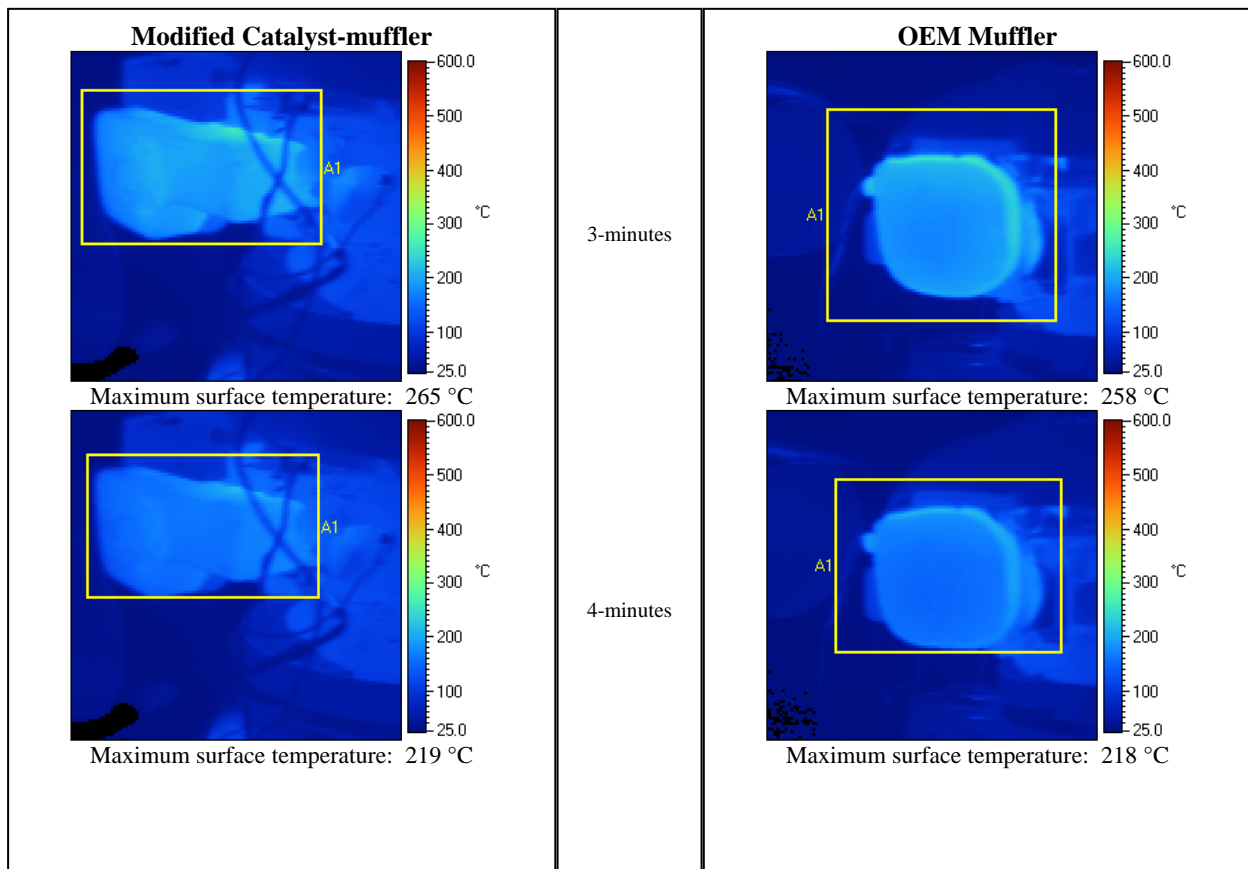 Modified Catalyst-muffler
600.0
500
400
300
200
100
25.0
°C
A1
Maximum surface temperature: 265 °C
600.0
500
400
300
200
100
25.0
°C
A1
Maximum surface temperature: 219 °C
3-minutes
4-minutes
OEM Muffler
600.0
500
400
300
200
100
25.0
°C
A1
Maximum surface temperature: 258 °C
600.0
500
400
300
200
100
25.0
°C
A1
Maximum surface temperature: 218 °C